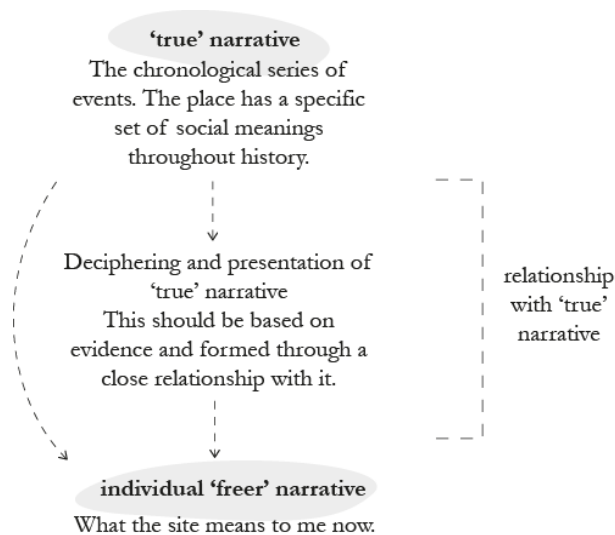 ‘true’ narrative
The chronological series of
events. The place has a specific
set of social meanings
throughout history.
Deciphering and presentation of
‘true’ narrative
This should be based on
evidence and formed through a
close relationship with it.
relationship
with ‘true’
narrative
individual ‘freer’ narrative
What the site means to me now.